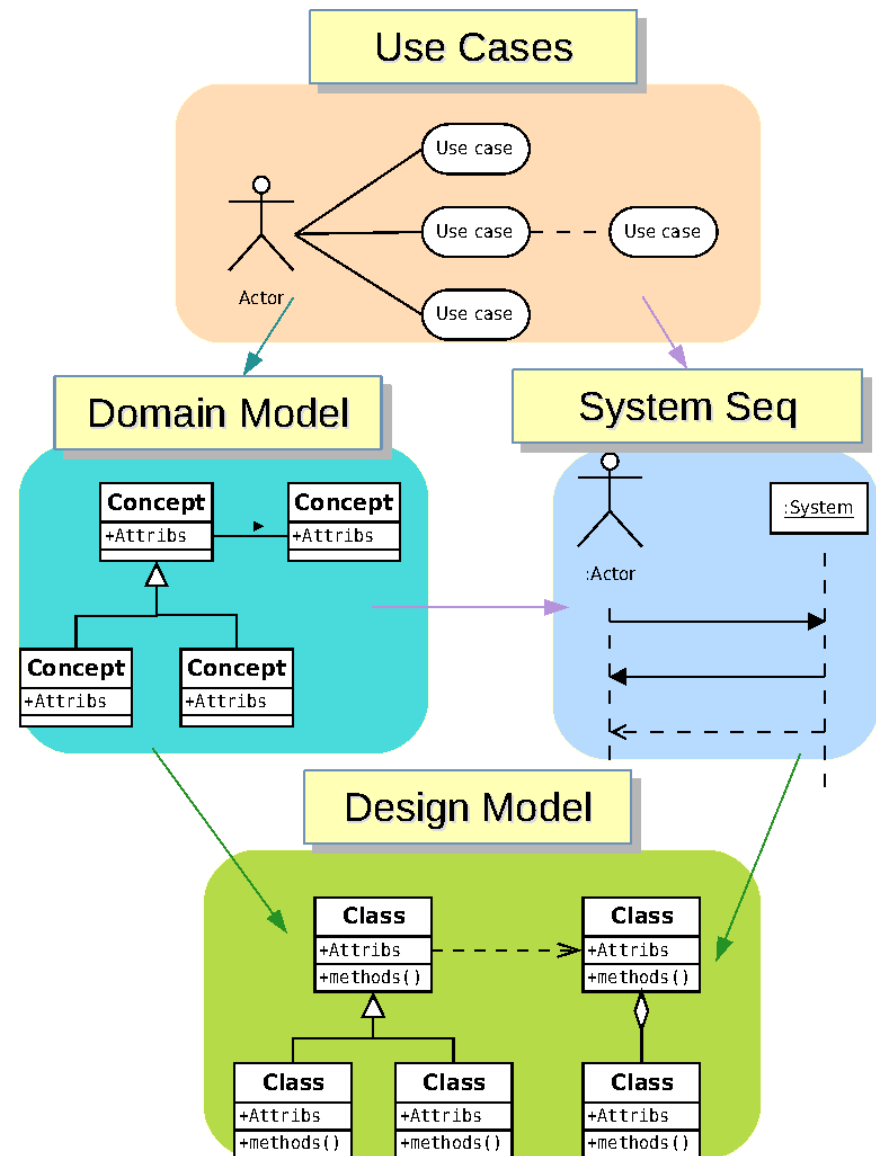 Use Cases
Use case
Use case
Use case
Actor
Use case
Domain Model
System Seq
Concept
+Attribs
Concept
+Attribs
Concept
+Attribs
Concept
+Attribs
:System
:Actor
Design Model
Class
+Attribs
+methods()
Class
+Attribs
+methods()
Class
+Attribs
+methods()
Class
+Attribs
+methods()
Class
+Attribs
+methods()